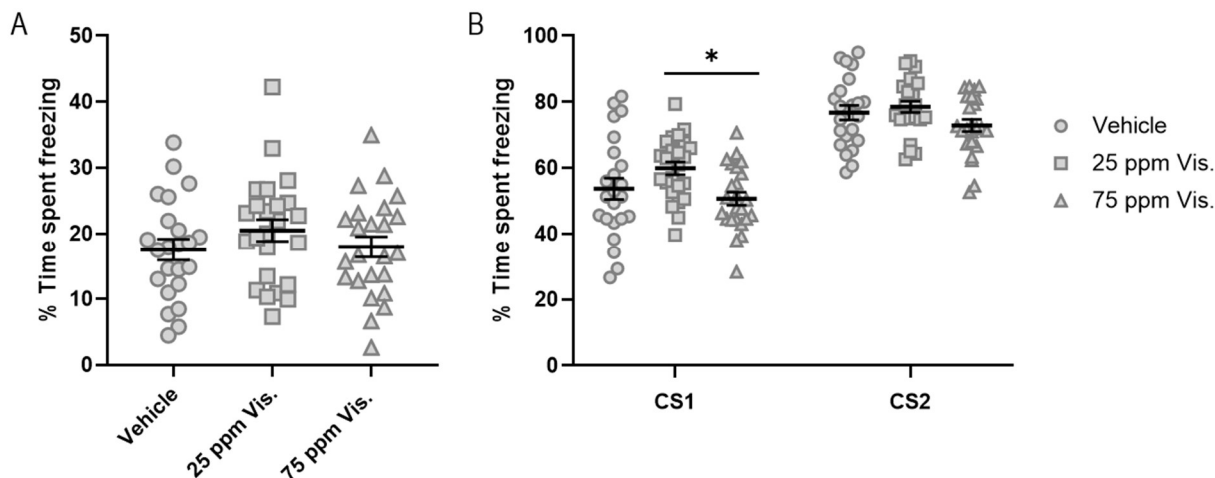 A
% Time spent freezing
50
40
30
20
10
0
Vehicle
25 ppm Vis.
75 ppm Vis.
B
% Time spent freezing
100
80
60
40
20
0
*
CS1
CS2
Vehicle
25 ppm Vis.
75 ppm Vis.